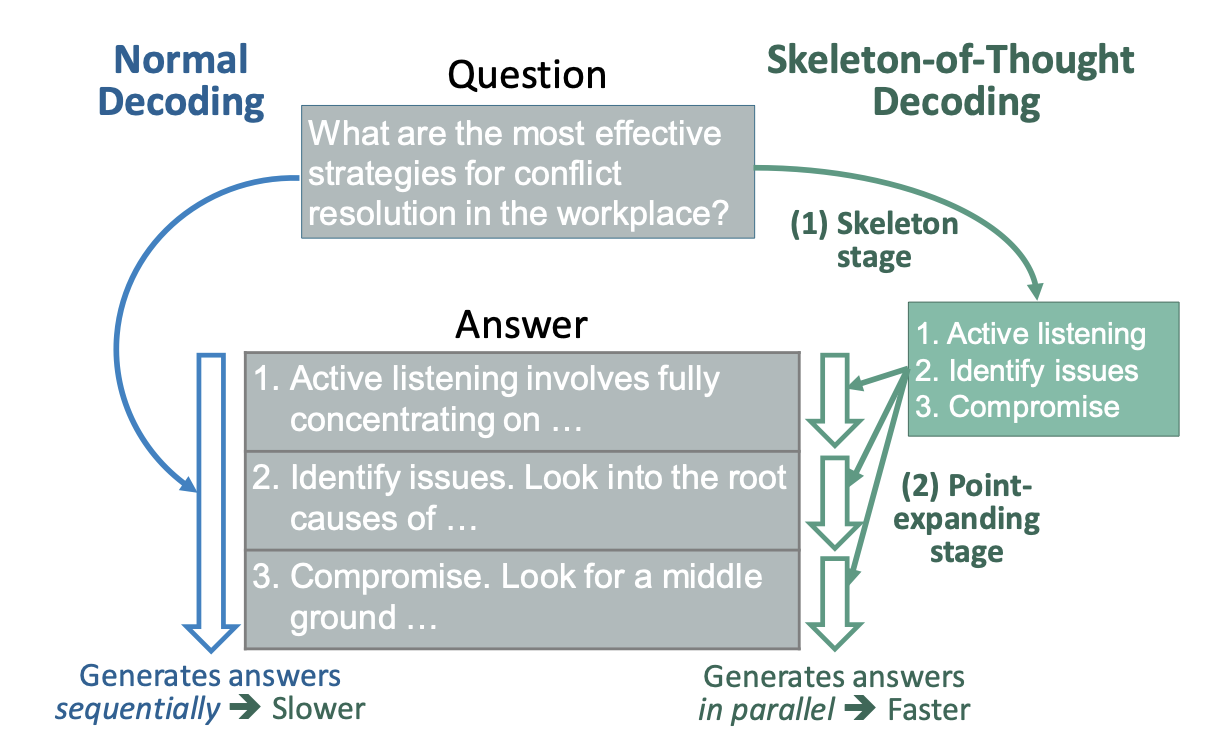 Normal
Decoding
Question
Skeleton-of-Thought
Decoding
What are the most effective
strategies for conflict
resolution in the workplace?
(1) Skeleton
stage
1. Active listening
2. Identify issues
3. Compromise
Answer
1. Active listening involves fully
concentrating on …
2. Identify issues. Look into the root
causes of …
3. Compromise. Look for a middle
ground …
(2) Point-
expanding
stage
Generates answers
sequentially ➔ Slower
Generates answers
in parallel ➔ Faster